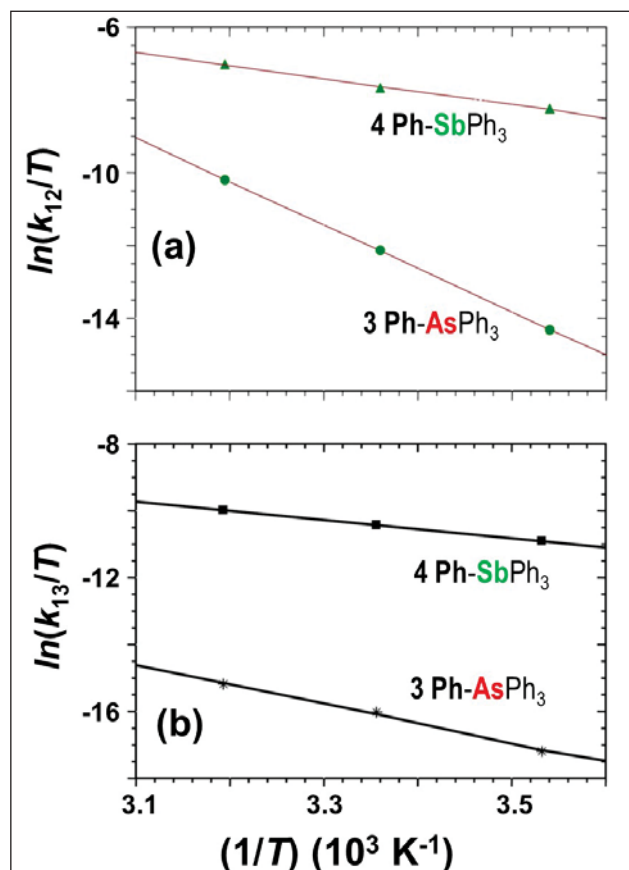 -6
4 Ph-SbPh₃
-10
ln(k₁₂/T)
(a)
3 Ph-AsPh₃
-14
-8
4 Ph-SbPh₃
-12
ln(k₁₃/T)
3 Ph-AsPh₃
-16
(b)
3.1 3.3 3.5
(1/T) (10³ K⁻¹)